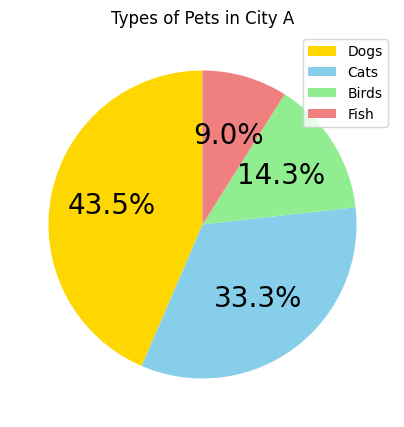 Types of Pets in City A
Dogs
Cats
Birds
Fish
9.0%
14.3%
43.5%
33.3%